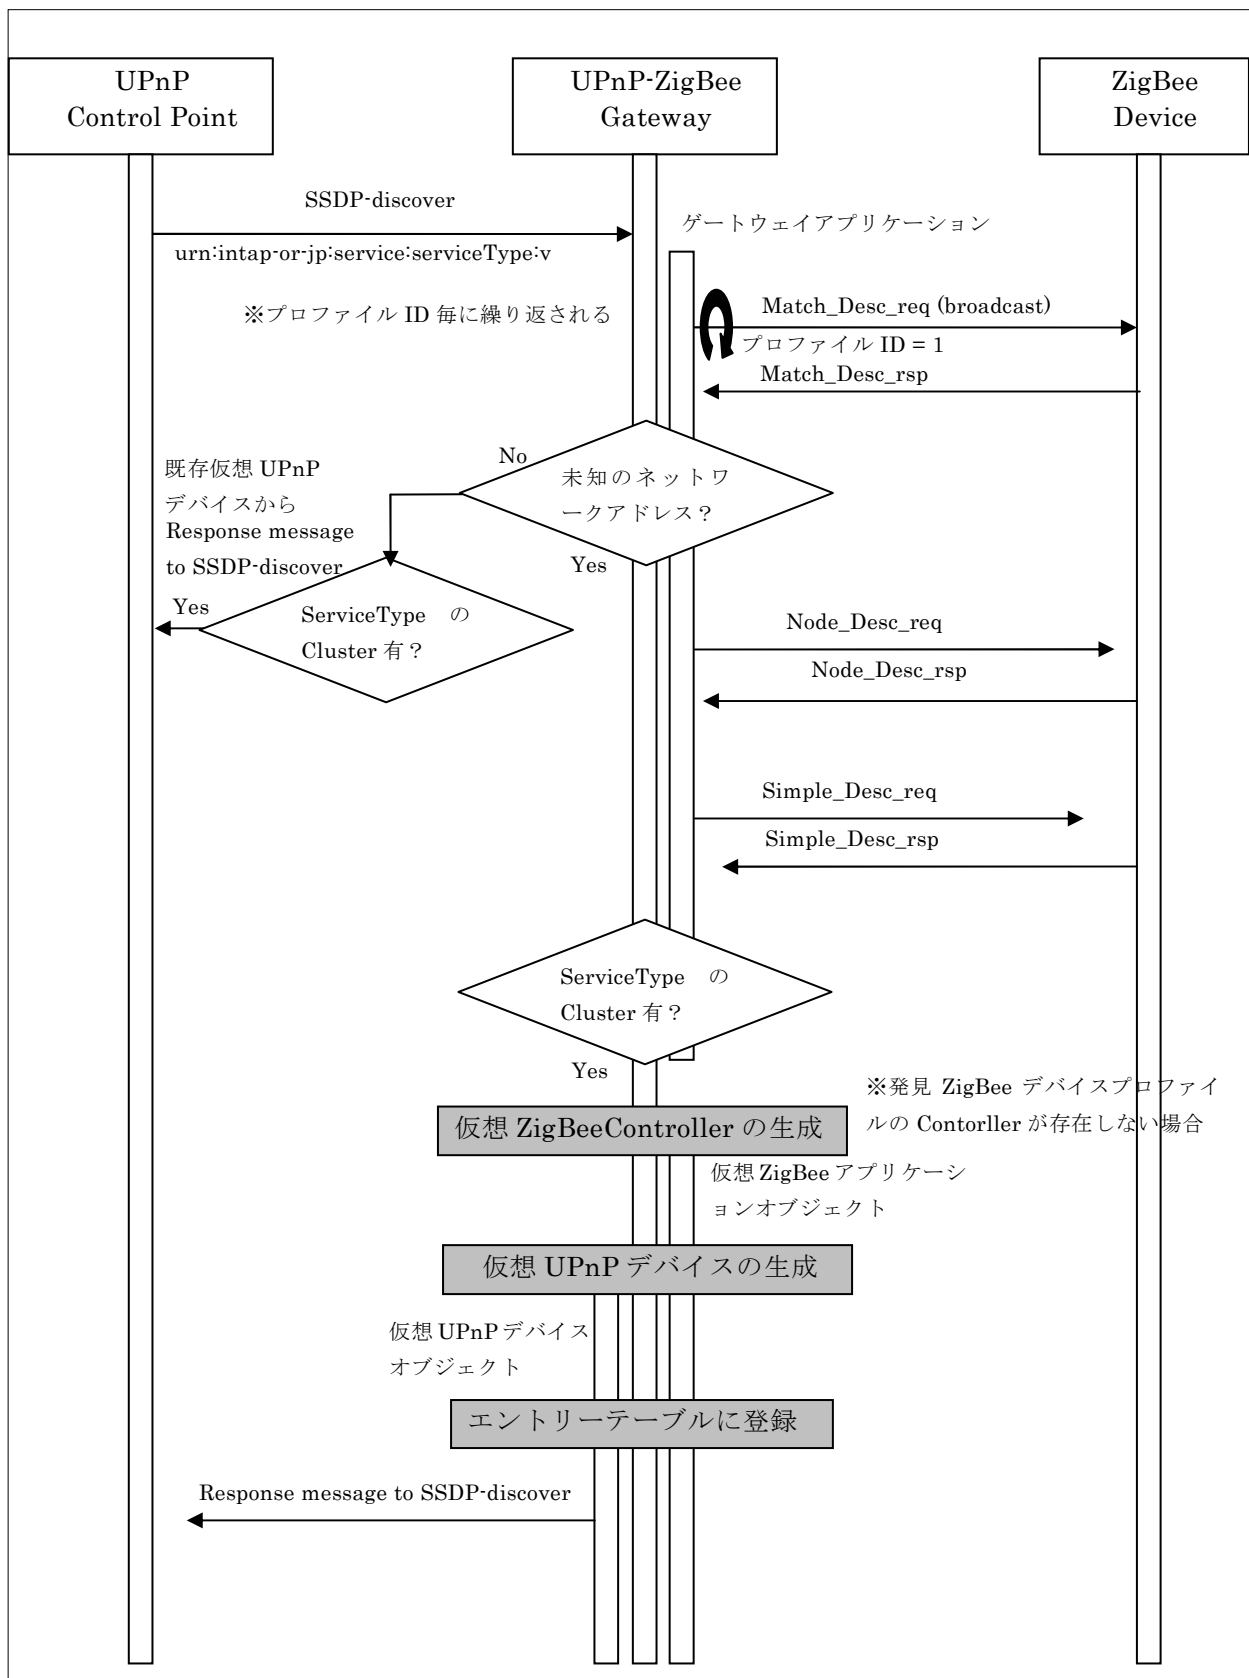 UPnP
Control Point
UPnP-ZigBee
Gateway
ZigBee
Device
SSDP-discover
urn:intap-or-jp:service:serviceType:v
ゲートウェイアプリケーション
※プロファイル ID 毎に繰り返される
Match_Desc_req (broadcast)
プロファイル ID = 1
Match_Desc_rsp
No
未知のネットワ
ークアドレス？
Yes
既存仮想 UPnP
デバイスから
Response message
to SSDP-discover
Yes
ServiceType の
Cluster 有？
Node_Desc_req
Node_Desc_rsp
Simple_Desc_req
Simple_Desc_rsp
ServiceType の
Cluster 有？
Yes
※発見 ZigBee デバイスプロファイ
ルの Contorller が存在しない場合
仮想 ZigBeeController の生成
仮想 ZigBee アプリケーシ
ョンオブジェクト
仮想 UPnP デバイスの生成
仮想 UPnP デバイス
オブジェクト
エントリーテーブルに登録
Response message to SSDP-discover